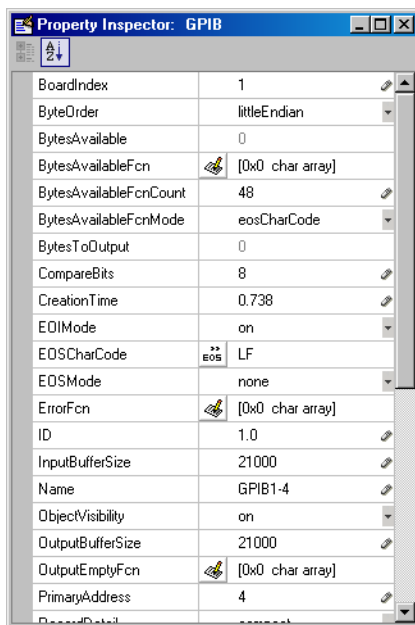 Property Inspector: GPIB
A
Z
BoardIndex 1
ByteOrder littleEndian
BytesAvailable 0
BytesAvailableFcn [0x0 char array]
BytesAvailableFcnCount 48
BytesAvailableFcnMode eosCharCode
BytesToOutput 0
CompareBits 8
CreationTime 0.738
EOIMode on
EOSCharCode >> EOS LF
EOSMode none
ErrorFcn [0x0 char array]
ID 1.0
InputBufferSize 21000
Name GPIB1-4
ObjectVisibility on
OutputBufferSize 21000
OutputEmptyFcn [0x0 char array]
PrimaryAddress 4
RecordDetail compact